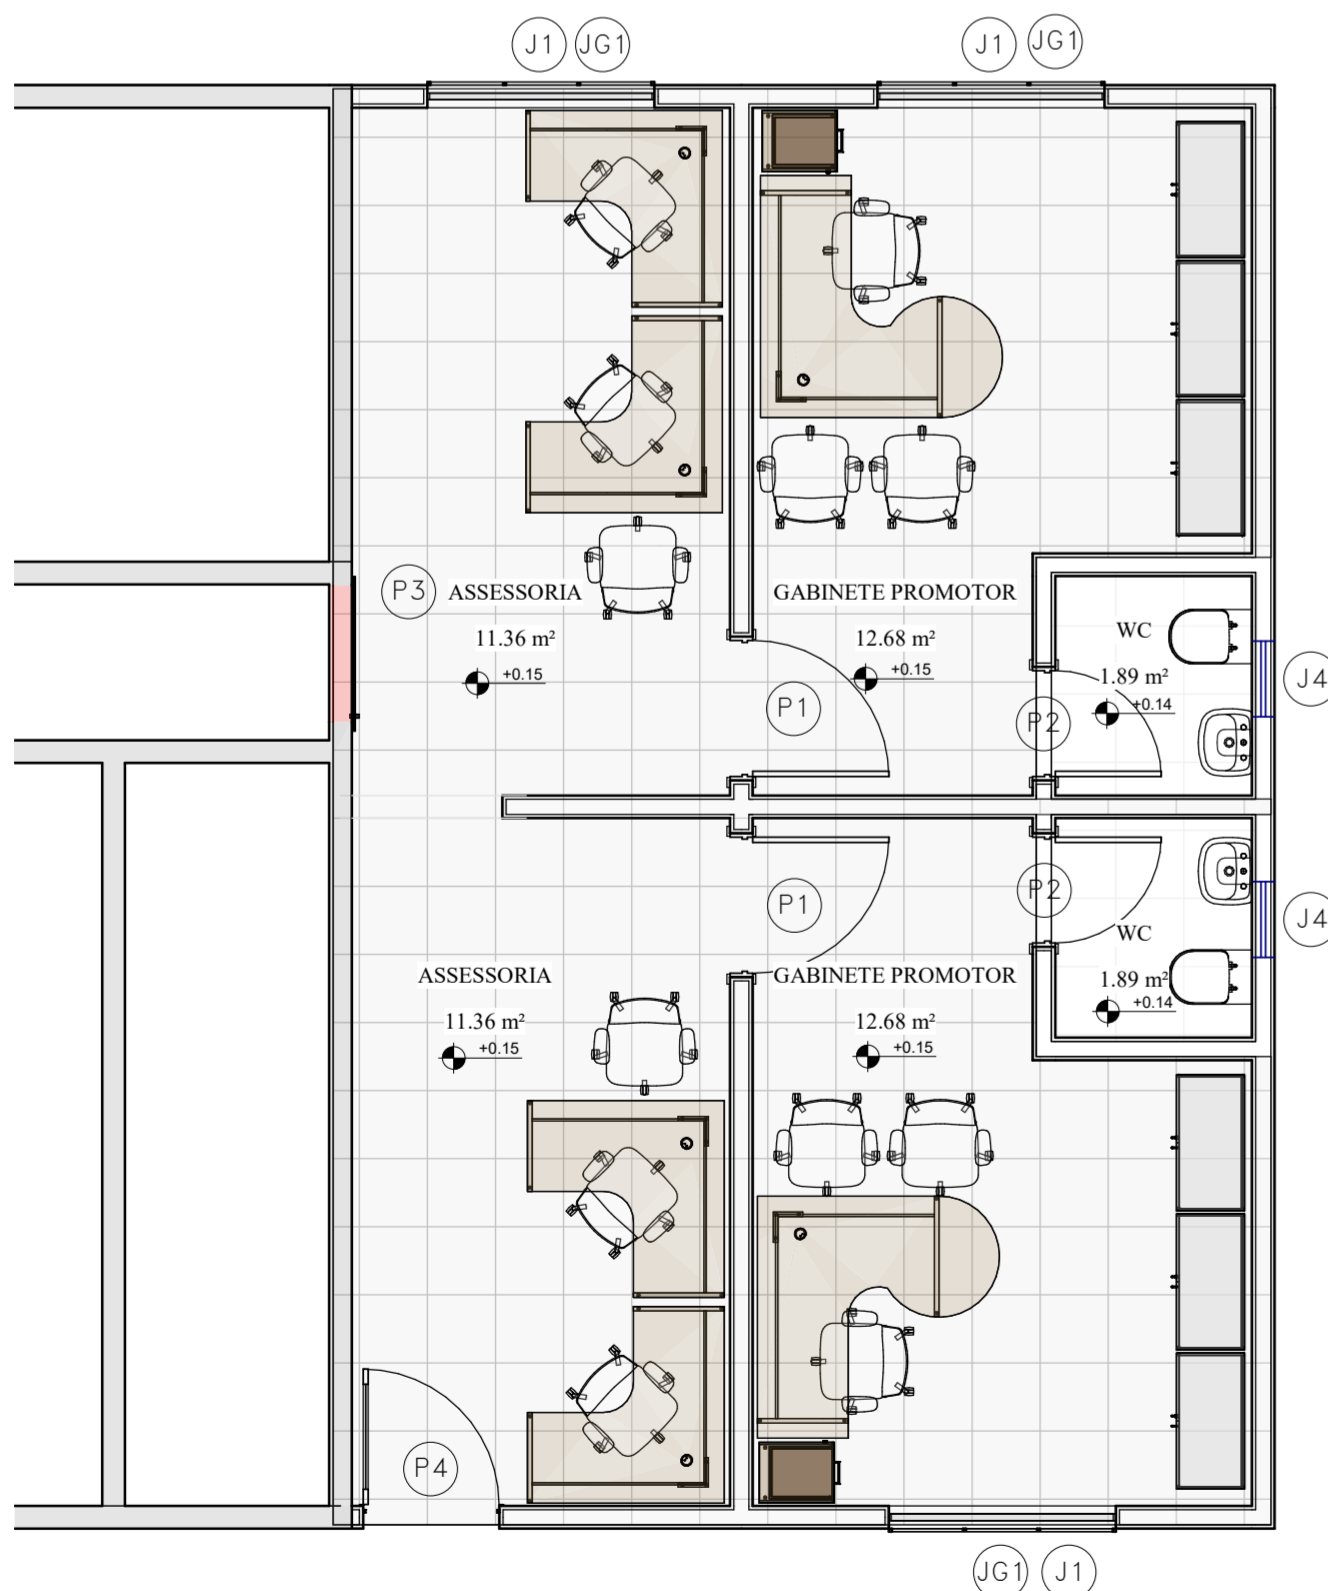 J1 JG1 J1 JG1
P3 ASSESSORIA
11.36 m²
+0.15
GABINETE PROMOTOR
12.68 m²
+0.15
WC
1.89 m²
+0.14
J4
P1
P2
P1
P2
J4
WC
1.89 m²
+0.14
ASSESSORIA
11.36 m²
+0.15
GABINETE PROMOTOR
12.68 m²
+0.15
P4
JG1 J1